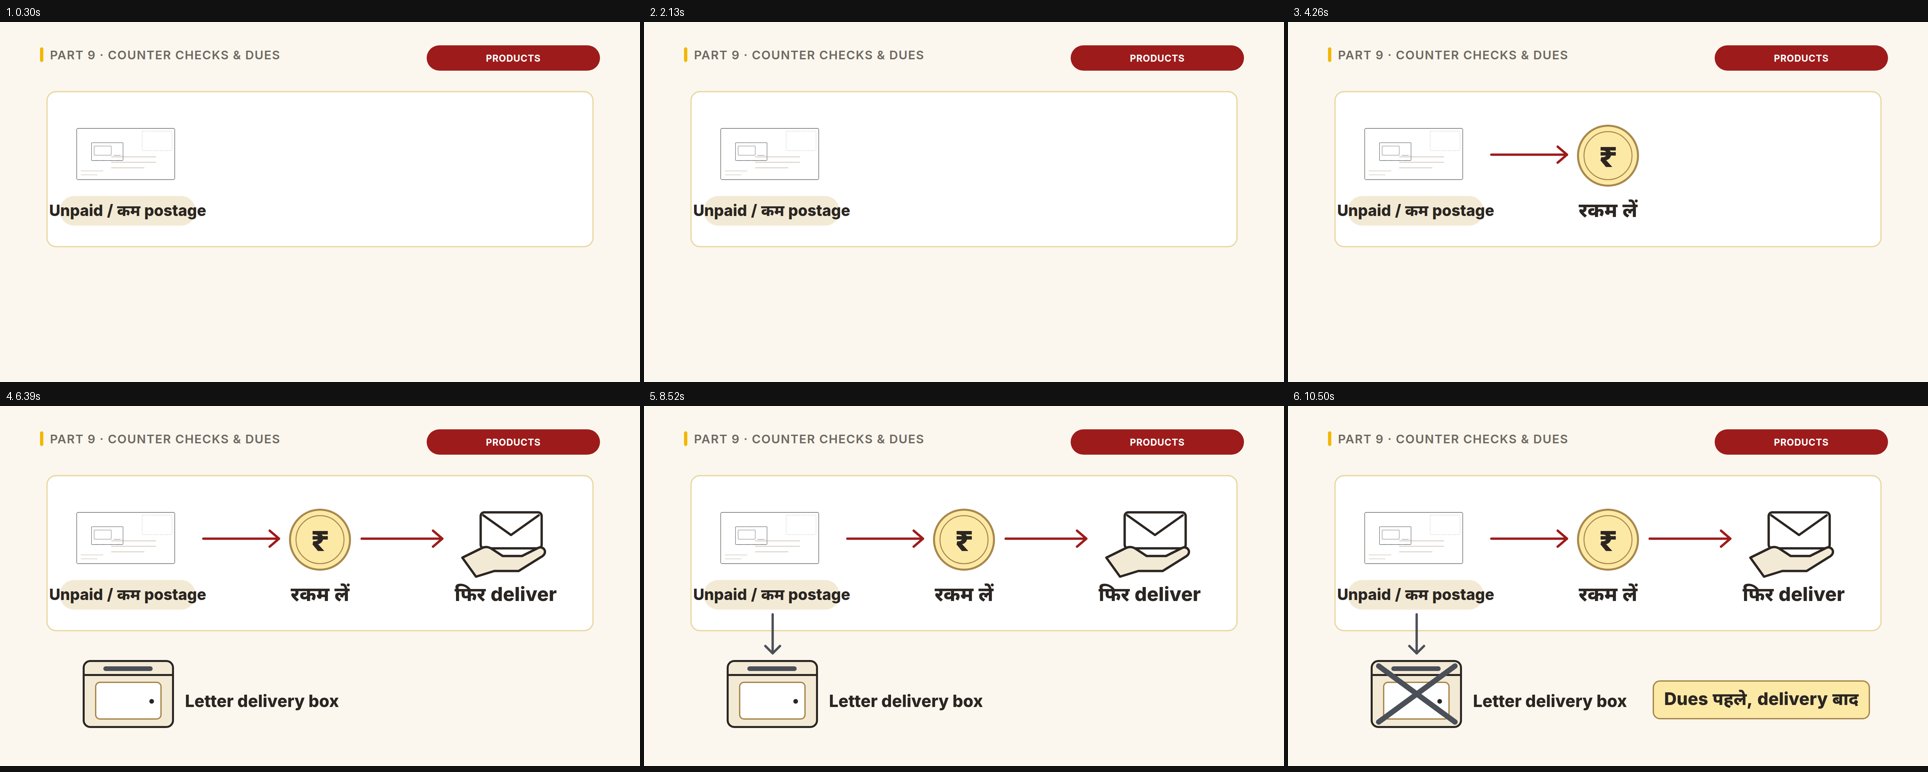 1. 0.30s
PART 9 · COUNTER CHECKS & DUES
PRODUCTS
Unpaid / कम postage
2. 2.13s
PART 9 · COUNTER CHECKS & DUES
PRODUCTS
Unpaid / कम postage
3. 4.26s
PART 9 · COUNTER CHECKS & DUES
PRODUCTS
₹
Unpaid / कम postage
रकम लें
4. 6.39s
PART 9 · COUNTER CHECKS & DUES
PRODUCTS
₹
Unpaid / कम postage
रकम लें
फिर deliver
Letter delivery box
5. 8.52s
PART 9 · COUNTER CHECKS & DUES
PRODUCTS
₹
Unpaid / कम postage
रकम लें
फिर deliver
Letter delivery box
6. 10.50s
PART 9 · COUNTER CHECKS & DUES
PRODUCTS
₹
Unpaid / कम postage
रकम लें
फिर deliver
Letter delivery box
Dues पहले, delivery बाद